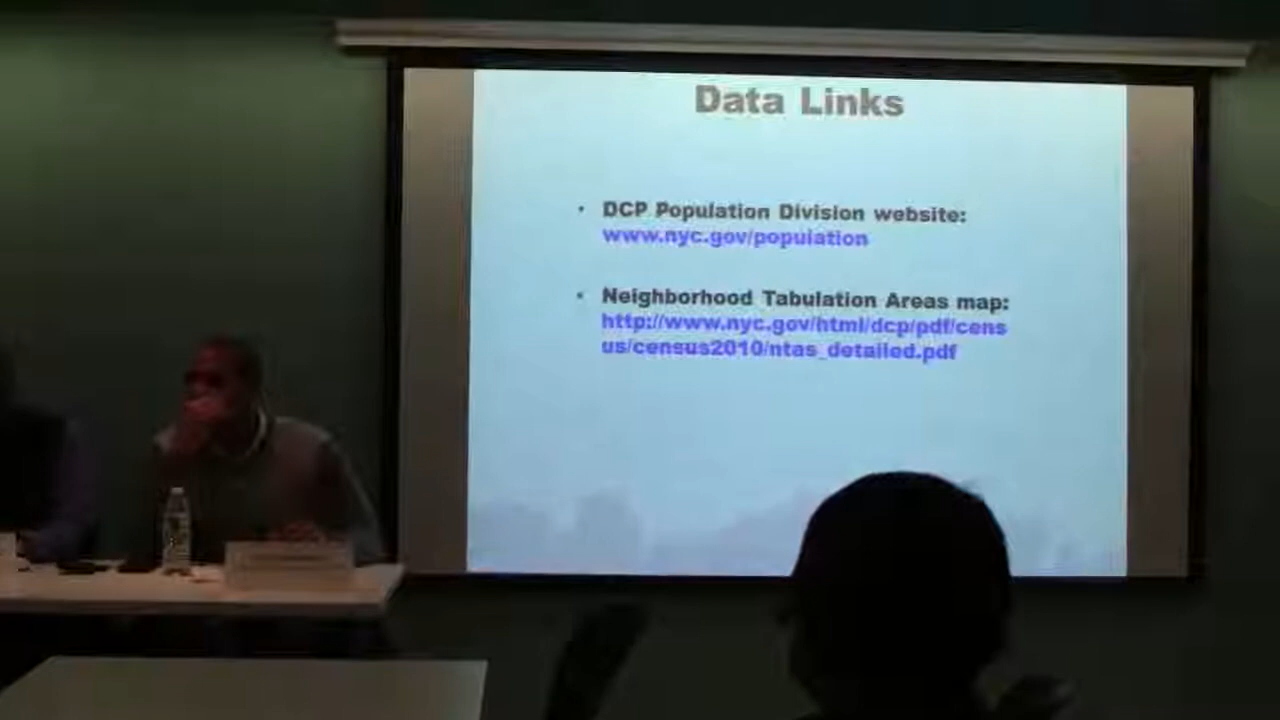 Data Links
• DCP Population Division website:
www.nyc.gov/population
• Neighborhood Tabulation Areas map:
http://www.nyc.gov/html/dcp/pdf/cens
us/census2010/ntas_detailed.pdf